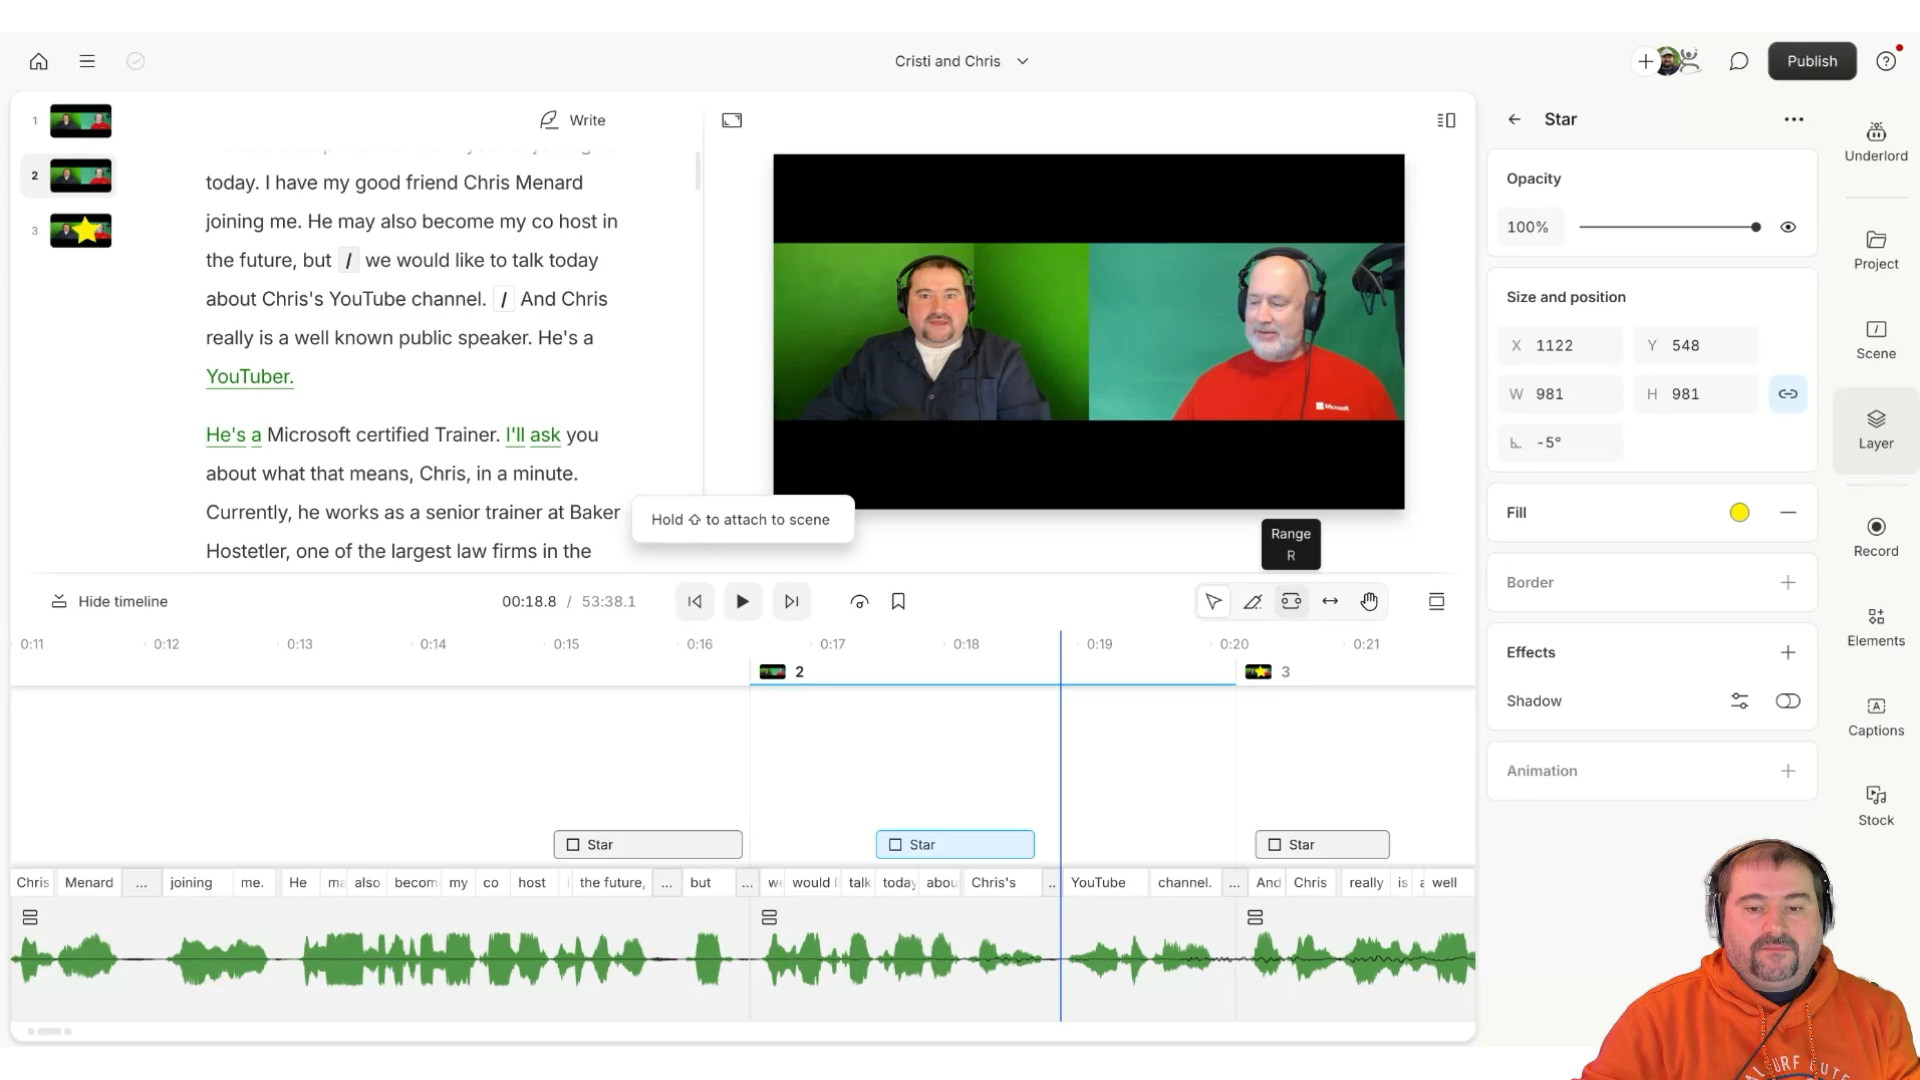 Cristi and Chris
Publish
1
2
3
Write
today. I have my good friend Chris Menard
joining me. He may also become my co host in
the future, but / we would like to talk today
about Chris's YouTube channel. / And Chris
really is a well known public speaker. He's a
YouTuber.
He's a Microsoft certified Trainer. I'll ask you
about what that means, Chris, in a minute.
Currently, he works as a senior trainer at Baker
Hostetler, one of the largest law firms in the
Hold ⇧ to attach to scene
Microsoft
Range
R
Star
Opacity
100%
Size and position
X 1122
Y 548
W 981
H 981
-5°
Fill
Border
Effects
Shadow
Animation
Underlord
Project
Scene
Layer
Record
Elements
Captions
Stock
Hide timeline
00:18.8 / 53:38.1
0:11 0:12 0:13 0:14 0:15 0:16 0:17 0:18 0:19 0:20 0:21
2
3
Star
Star
Star
Chris Menard ... joining me. He ma also becom my co host the future, ... but ... we would talk today abou Chris's .. YouTube channel. ... And Chris really is a well